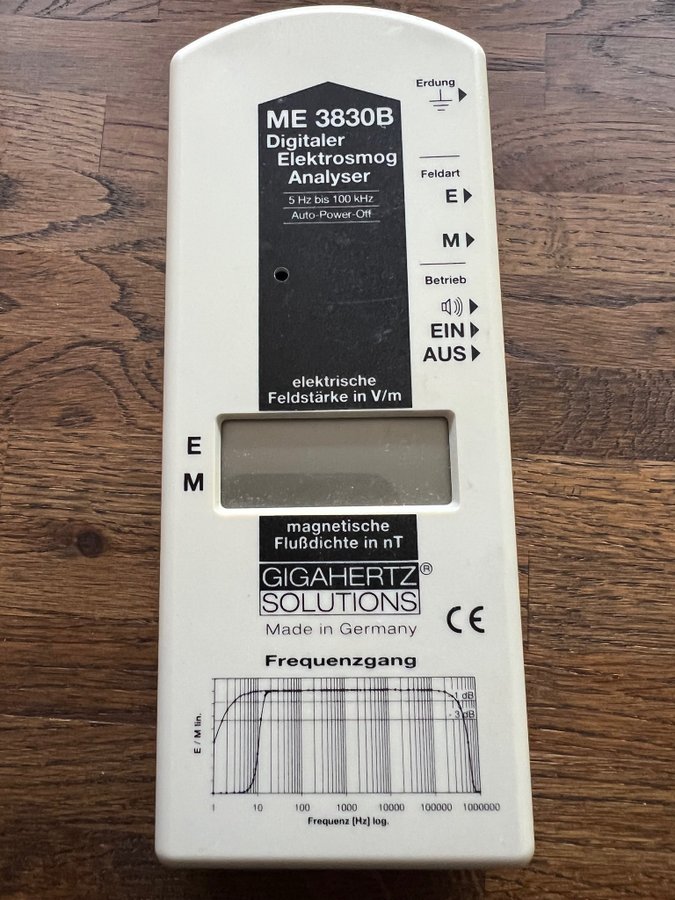 Erdung
ME 3830B
Digitaler
Elektrosmog
Analyser
5 Hz bis 100 kHz
Auto-Power-Off
Feldart
E
M
Betrieb
EIN
AUS
elektrische
Feldstärke in V/m
E
M
magnetische
Flußdichte in nT
GIGAHERTZ®
SOLUTIONS
Made in Germany
CE
Frequenzgang
E / M lin.
- 1 dB
- 3 dB
1 10 100 1000 10000 100000 1000000
Frequenz [Hz] log.